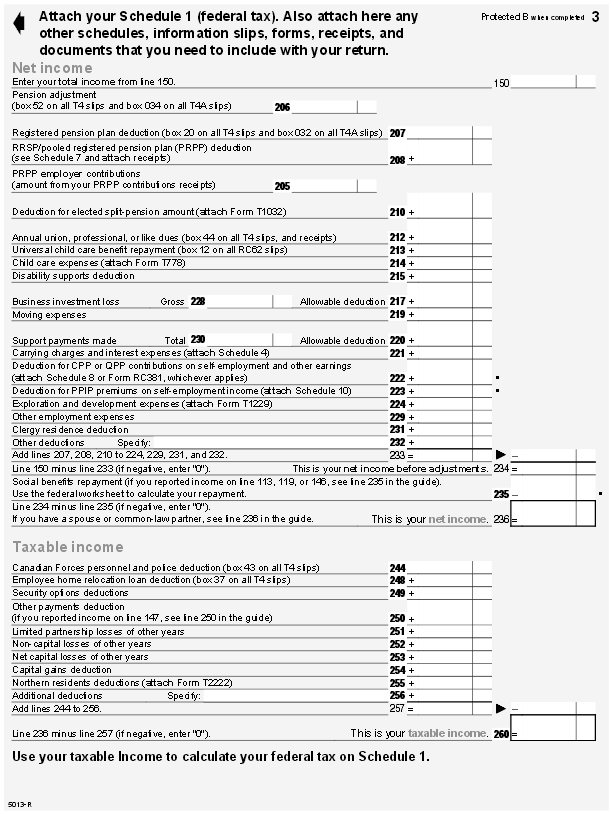 Attach your Schedule 1 (federal tax). Also attach here any
other schedules, information slips, forms, receipts, and
documents that you need to include with your return.
Protected B when completed 3
Net income
Enter your total income from line 150. 150
Pension adjustment
(box 52 on all T4 slips and box 034 on all T4A slips) 206
Registered pension plan deduction (box 20 on all T4 slips and box 032 on all T4A slips) 207
RRSP/pooled registered pension plan (PRPP) deduction
(see Schedule 7 and attach receipts) 208 +
PRPP employer contributions
(amount from your PRPP contributions receipts) 205
Deduction for elected split-pension amount (attach Form T1032) 210 +
Annual union, professional, or like dues (box 44 on all T4 slips, and receipts) 212 +
Universal child care benefit repayment (box 12 on all RC62 slips) 213 +
Child care expenses (attach Form T778) 214 +
Disability supports deduction 215 +
Business investment loss Gross 228 Allowable deduction 217 +
Moving expenses 219 +
Support payments made Total 230 Allowable deduction 220 +
Carrying charges and interest expenses (attach Schedule 4) 221 +
Deduction for CPP or QPP contributions on self-employment and other earnings
(attach Schedule 8 or Form RC381, whichever applies) 222 + •
Deduction for PPIP premiums on self-employment income (attach Schedule 10) 223 + •
Exploration and development expenses (attach Form T1229) 224 +
Other employment expenses 229 +
Clergy residence deduction 231 +
Other deductions Specify: 232 +
Add lines 207, 208, 210 to 224, 229, 231, and 232. 233 = ► –
Line 150 minus line 233 (if negative, enter "0"). This is your net income before adjustments. 234 =
Social benefits repayment (if you reported income on line 113, 119, or 146, see line 235 in the guide).
Use the federal worksheet to calculate your repayment. 235 – •
Line 234 minus line 235 (if negative, enter "0").
If you have a spouse or common-law partner, see line 236 in the guide. This is your net income. 236 =
Taxable income
Canadian Forces personnel and police deduction (box 43 on all T4 slips) 244
Employee home relocation loan deduction (box 37 on all T4 slips) 248 +
Security options deductions 249 +
Other payments deduction
(if you reported income on line 147, see line 250 in the guide) 250 +
Limited partnership losses of other years 251 +
Non-capital losses of other years 252 +
Net capital losses of other years 253 +
Capital gains deduction 254 +
Northern residents deductions (attach Form T2222) 255 +
Additional deductions Specify: 256 +
Add lines 244 to 256. 257 = ► –
Line 236 minus line 257 (if negative, enter "0"). This is your taxable income. 260 =
Use your taxable Income to calculate your federal tax on Schedule 1.
5013-R